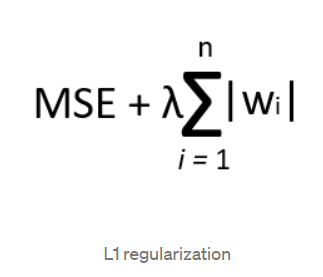 n
MSE + λ∑|wi|
i = 1
L1 regularization